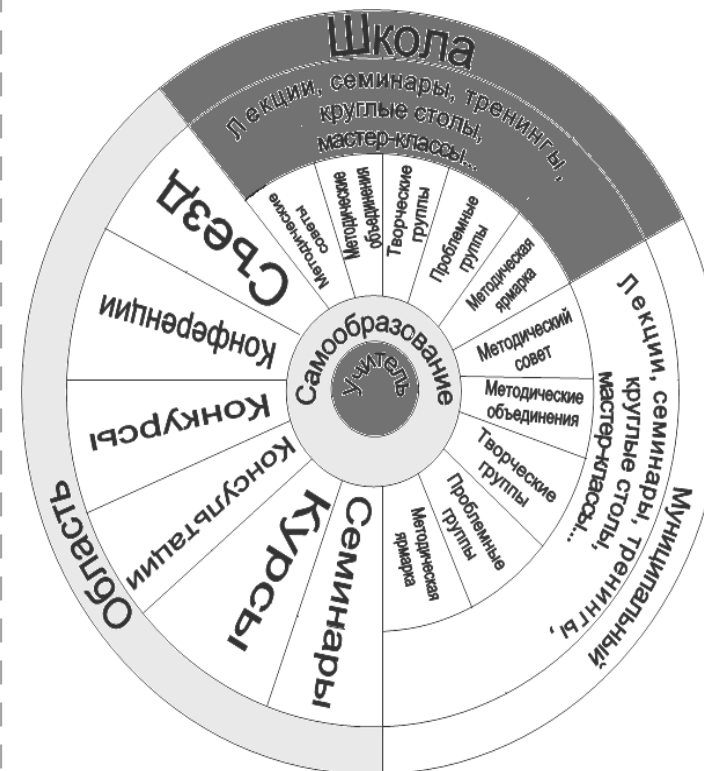 Школа
Лекции, семинары, тренинги,
круглые столы,
мастер-классы...
Методические
советы
Методические
объединения
Творческие
группы
Проблемные
группы
Методическая
ярмарка
Муниципальный
Лекции, семинары, тренинги,
круглые столы,
мастер-классы...
Методический
совет
Методические
объединения
Творческие
группы
Проблемные
группы
Методическая
ярмарка
Область
Съезд
Конференции
Конкурсы
Консультации
Курсы
Семинары
Самообразование
Учитель